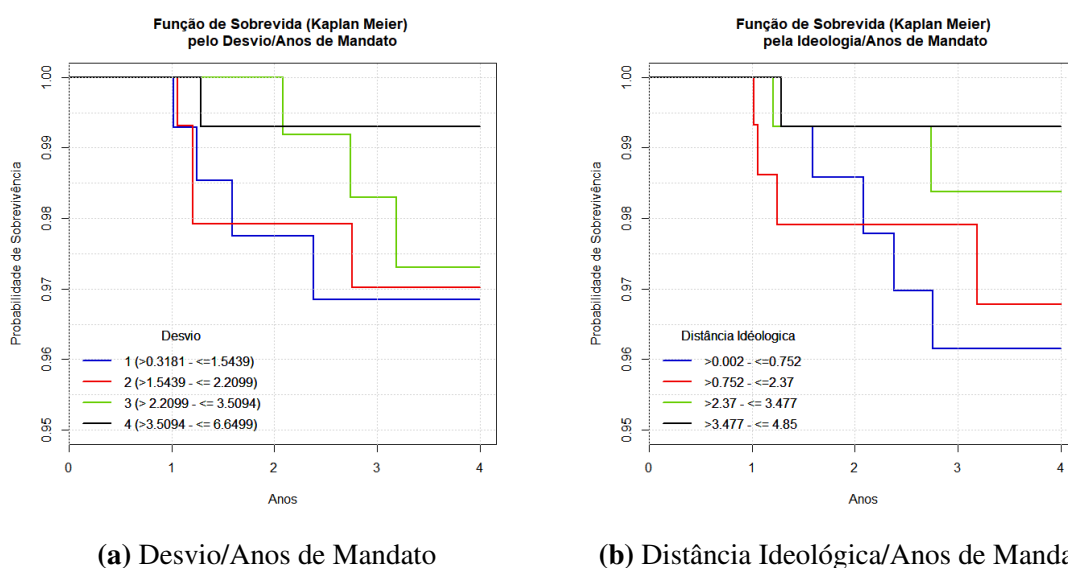 Função de Sobrevida (Kaplan Meier)
pelo Desvio/Anos de Mandato
Probabilidade de Sobrevivência
1.00
0.99
0.98
0.97
0.96
0.95
Desvio
1 (>0.3181 - <=1.5439)
2 (>1.5439 - <= 2.2099)
3 (> 2.2099 - <= 3.5094)
4 (>3.5094 - <= 6.6499)
0 1 2 3 4
Anos
(a) Desvio/Anos de Mandato
Função de Sobrevida (Kaplan Meier)
pela Ideologia/Anos de Mandato
Probabilidade de Sobrevivência
1.00
0.99
0.98
0.97
0.96
0.95
Distância Idéologica
>0.002 - <=0.752
>0.752 - <=2.37
>2.37 - <= 3.477
>3.477 - <= 4.85
0 1 2 3 4
Anos
(b) Distância Ideológica/Anos de Manda